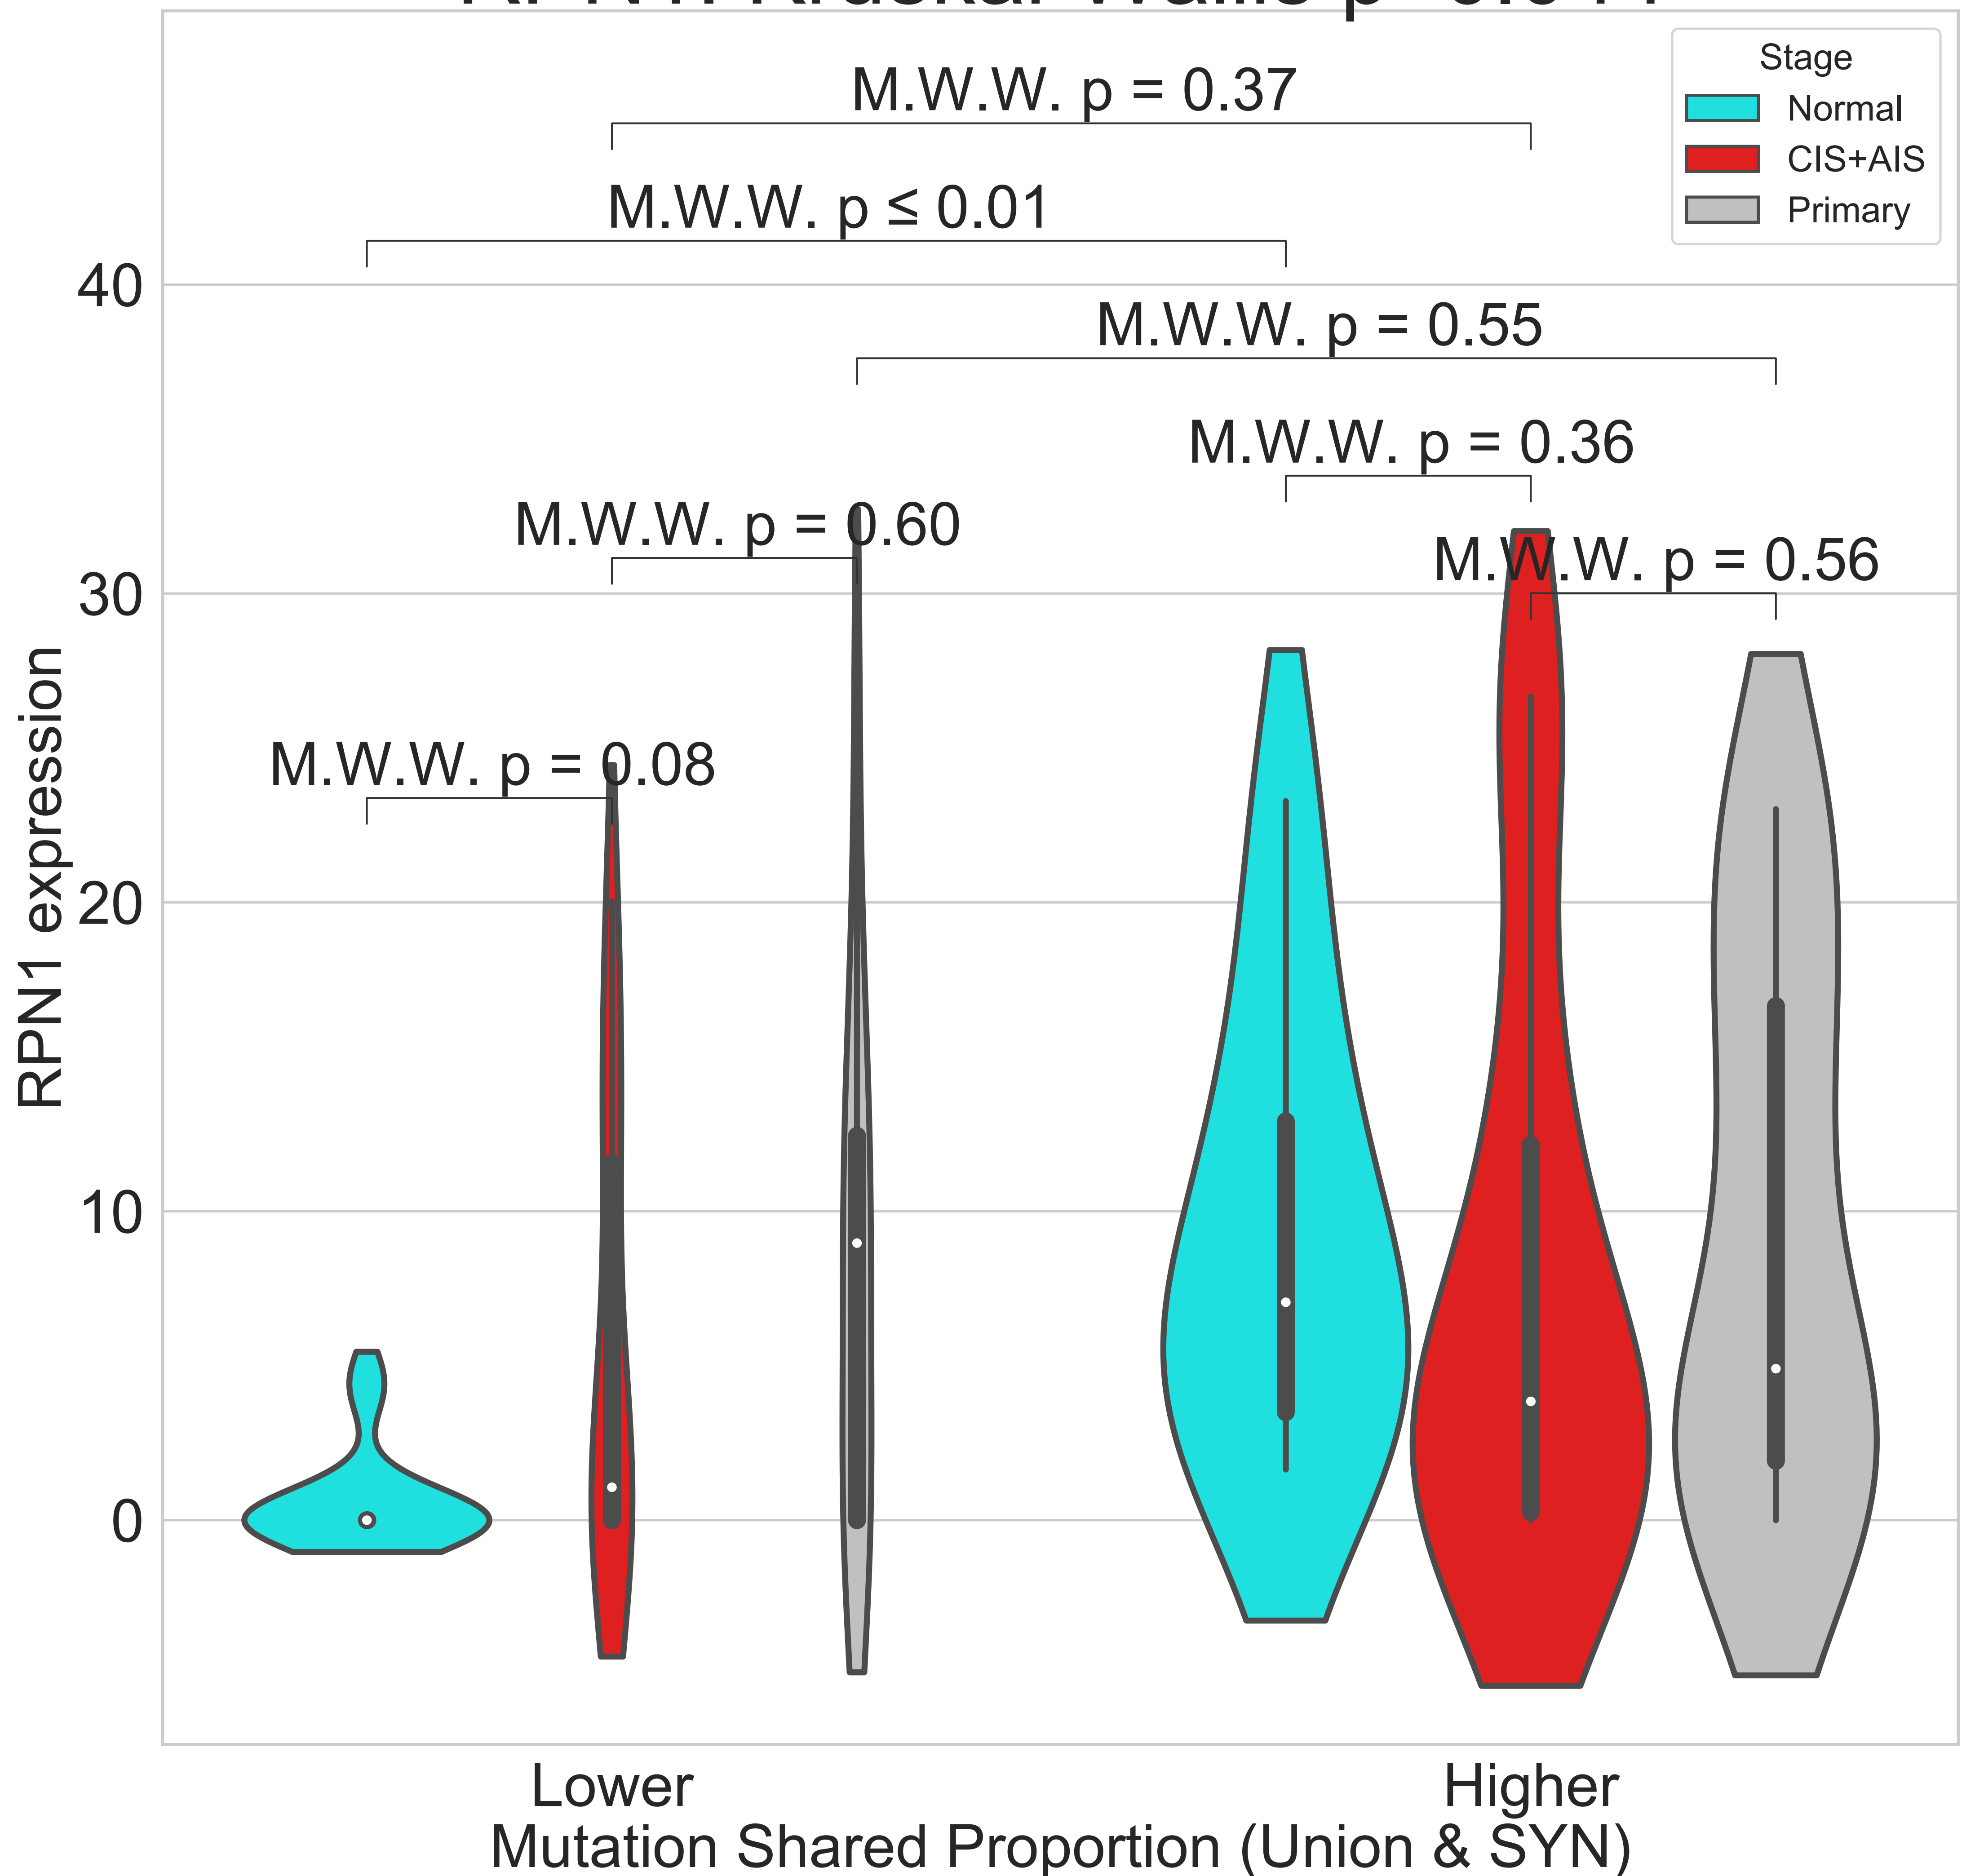 Stage
Normal
CIS+AIS
Primary
M.W.W. p = 0.37
M.W.W. p ≤ 0.01
M.W.W. p = 0.55
M.W.W. p = 0.36
M.W.W. p = 0.60
M.W.W. p = 0.56
M.W.W. p = 0.08
RPN1 expression
40
30
20
10
0
Lower
Higher
Mutation Shared Proportion (Union & SYN)